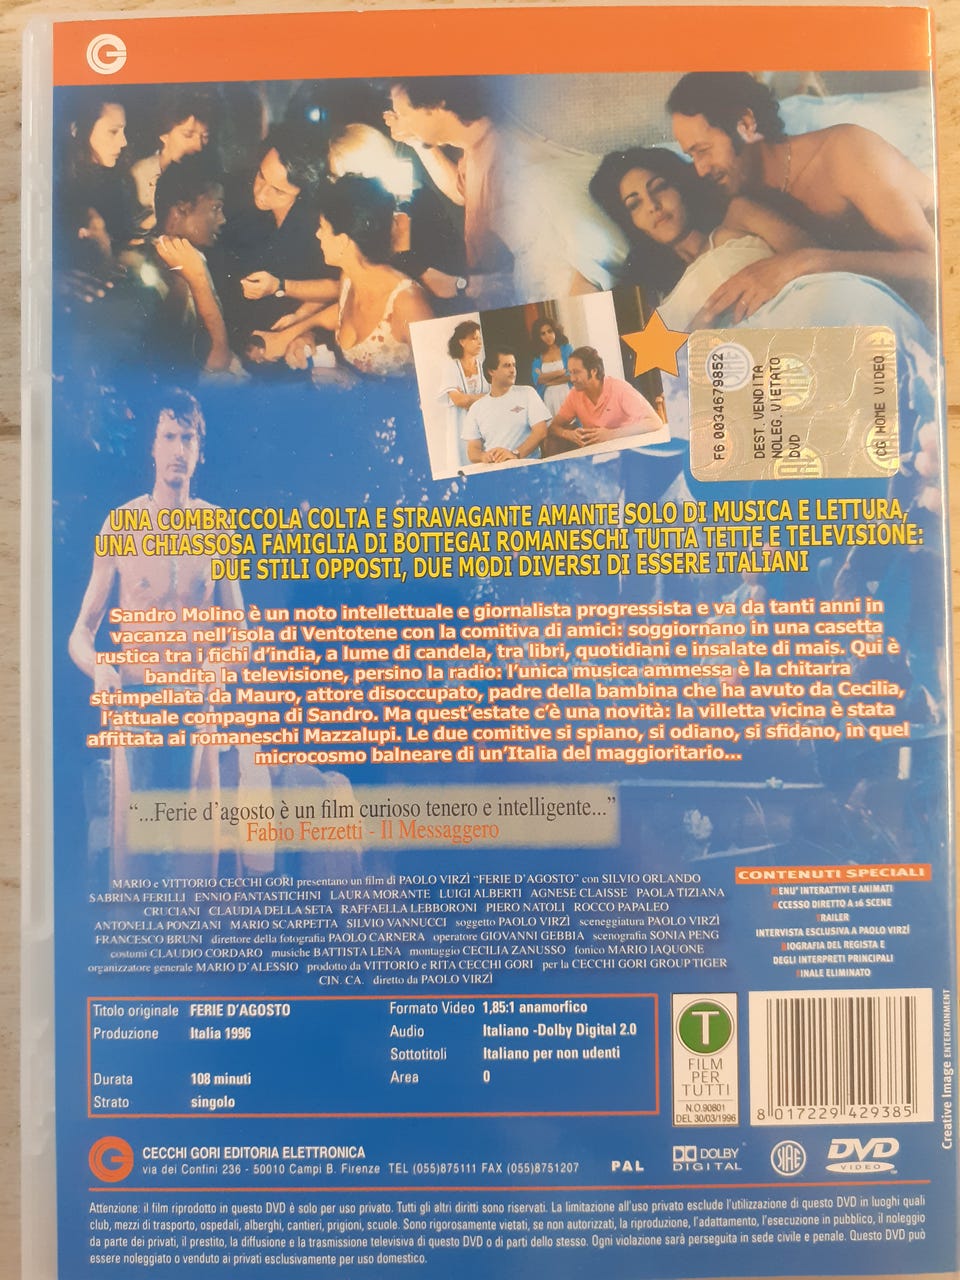 F6 0034679852
DEST.VENDITA
NOLEG.VIETATO
DVD
CG HOME VIDEO
SIAE
UNA COMBRICCOLA COLTA E STRAVAGANTE AMANTE SOLO DI MUSICA E LETTURA,
UNA CHIASSOSA FAMIGLIA DI BOTTEGAI ROMANESCHI TUTTA TETTE E TELEVISIONE:
DUE STILI OPPOSTI, DUE MODI DIVERSI DI ESSERE ITALIANI
Sandro Molino è un noto intellettuale e giornalista progressista e va da tanti anni in
vacanza nell'isola di Ventotene con la comitiva di amici: soggiornano in una casetta
rustica tra i fichi d'india, a lume di candela, tra libri, quotidiani e insalate di mais. Qui è
bandita la televisione, persino la radio: l'unica musica ammessa è la chitarra
strimpellata da Mauro, attore disoccupato, padre della bambina che ha avuto da Cecilia,
l'attuale compagna di Sandro. Ma quest'estate c'è una novità: la villetta vicina è stata
affittata ai romaneschi Mazzalupi. Le due comitive si spiano, si odiano, si sfidano, in quel
microcosmo balneare di un'Italia del maggioritario...
"...Ferie d'agosto è un film curioso tenero e intelligente..."
Fabio Ferzetti - Il Messaggero
MARIO e VITTORIO CECCHI GORI presentano un film di PAOLO VIRZÌ "FERIE D'AGOSTO" con SILVIO ORLANDO
SABRINA FERILLI ENNIO FANTASTICHINI LAURA MORANTE LUIGI ALBERTI AGNESE CLAISSE PAOLA TIZIANA
CRUCIANI CLAUDIA DELLA SETA RAFFAELLA LEBBORONI PIERO NATOLI ROCCO PAPALEO
ANTONELLA PONZIANI MARIO SCARPETTA SILVIO VANNUCCI soggetto PAOLO VIRZÌ sceneggiatura PAOLO VIRZÌ
FRANCESCO BRUNI direttore della fotografia PAOLO CARNERA operatore GIOVANNI GEBBIA scenografia SONIA PENG
costumi CLAUDIO CORDARO musiche BATTISTA LENA montaggio CECILIA ZANUSSO fonico MARIO IAQUONE
organizzatore generale MARIO D'ALESSIO prodotto da VITTORIO e RITA CECCHI GORI per la CECCHI GORI GROUP TIGER
CIN. CA. diretto da PAOLO VIRZÌ
CONTENUTI SPECIALI
MENU' INTERATTIVI E ANIMATI
ACCESSO DIRETTO A 16 SCENE
TRAILER
INTERVISTA ESCLUSIVA A PAOLO VIRZÌ
BIOGRAFIA DEL REGISTA E
DEGLI INTERPRETI PRINCIPALI
FINALE ELIMINATO
Titolo originale FERIE D'AGOSTO
Produzione Italia 1996
Durata 108 minuti
Strato singolo
Formato Video 1,85:1 anamorfico
Audio Italiano -Dolby Digital 2.0
Sottotitoli Italiano per non udenti
Area 0
T
FILM
PER
TUTTI
N.O.90801
DEL 30/03/1996
8 017229 429385
Creative Image ENTERTAINMENT
CECCHI GORI EDITORIA ELETTRONICA
via dei Confini 236 - 50010 Campi B. Firenze TEL (055)875111 FAX (055)8751207
PAL
DOLBY
DIGITAL
SIAE
DVD
VIDEO
Attenzione: il film riprodotto in questo DVD è solo per uso privato. Tutti gli altri diritti sono riservati. La limitazione all'uso privato esclude l'utilizzazione di questo DVD in luoghi quali
club, mezzi di trasporto, ospedali, alberghi, cantieri, prigioni, scuole. Sono rigorosamente vietati, se non autorizzati, la riproduzione, l'adattamento, l'esecuzione in pubblico, il noleggio
da parte dei privati, il prestito, la diffusione e la trasmissione televisiva di questo DVD o di parti dello stesso. Ogni violazione sarà perseguita in sede civile e penale. Questo DVD può
essere noleggiato o venduto ai privati esclusivamente per uso domestico.